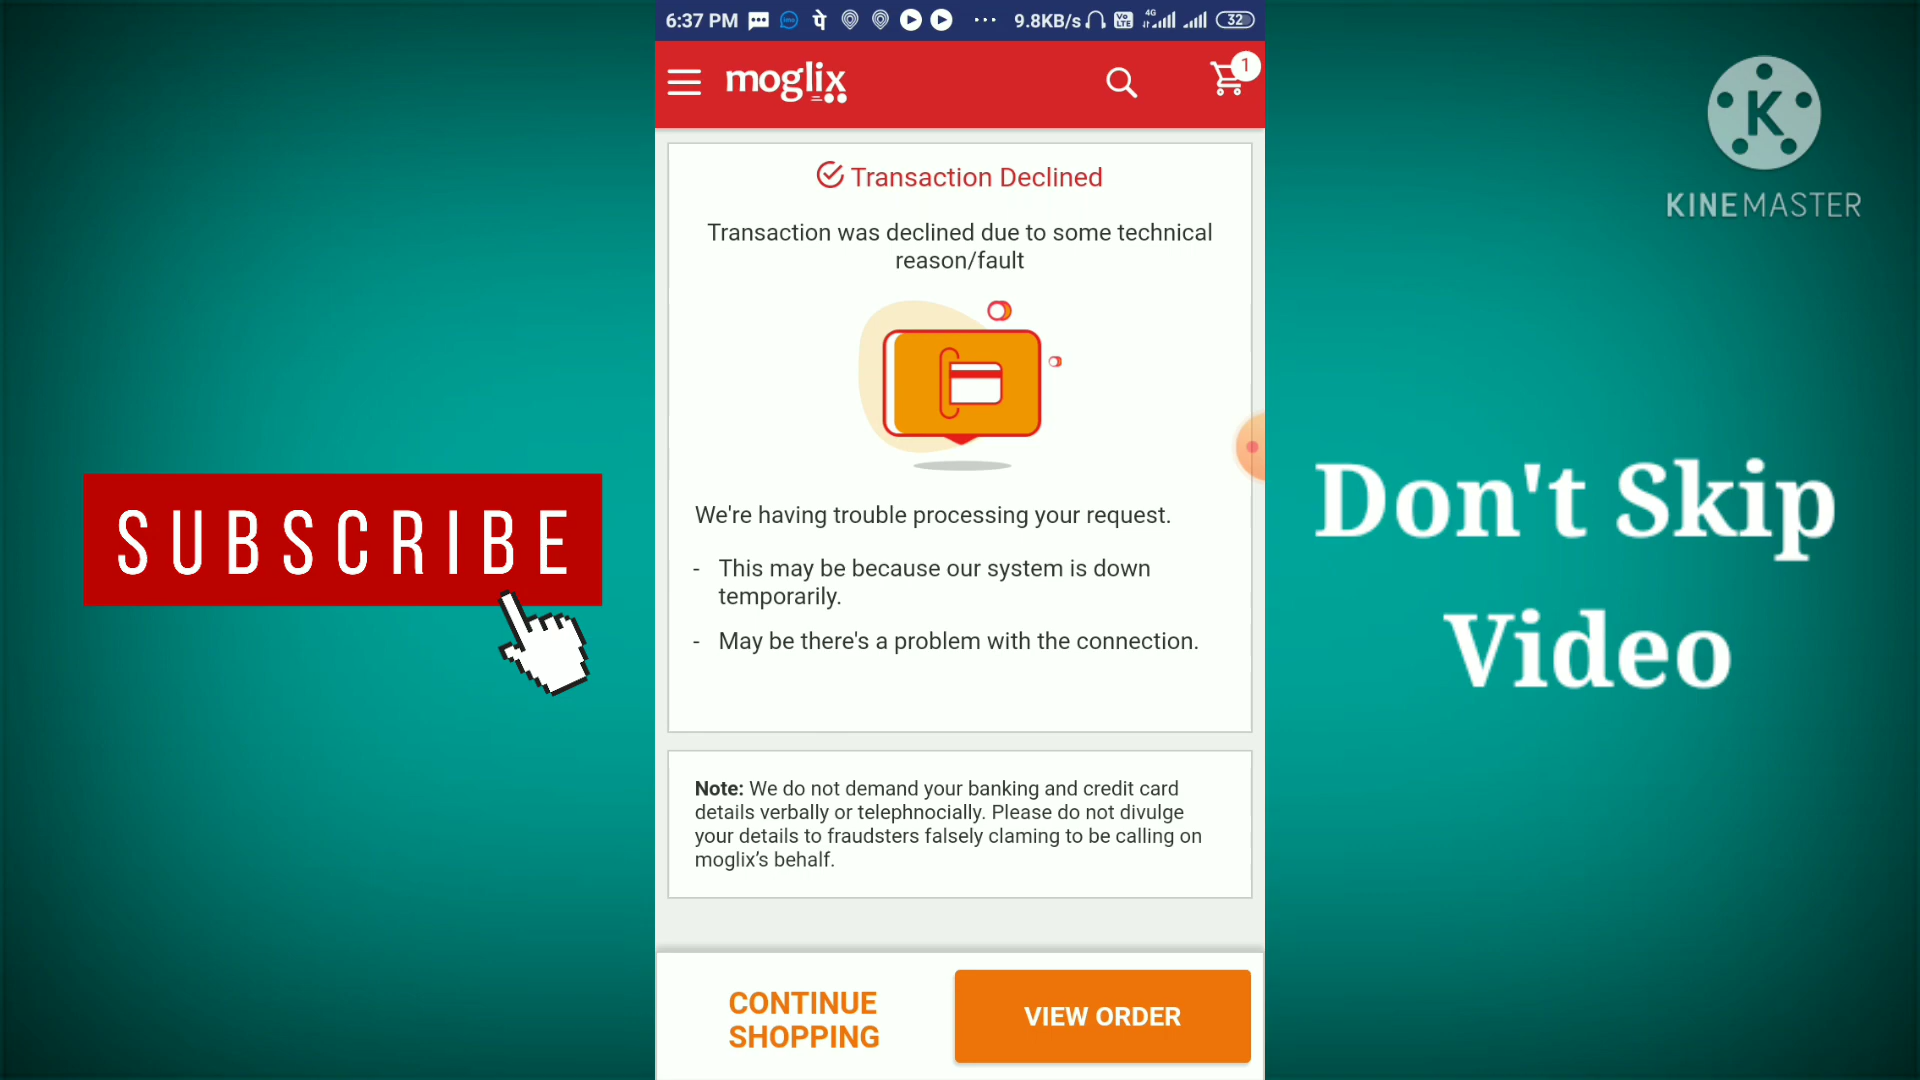 6:37 PM 9.8KB/s VoLTE 4G 32
moglix 1
K
KINEMASTER
Transaction Declined
Transaction was declined due to some technical
reason/fault
We're having trouble processing your request.
- This may be because our system is down
temporarily.
- May be there's a problem with the connection.
Note: We do not demand your banking and credit card
details verbally or telephnocially. Please do not divulge
your details to fraudsters falsely claming to be calling on
moglix's behalf.
CONTINUE
SHOPPING
VIEW ORDER
SUBSCRIBE
Don't Skip
Video